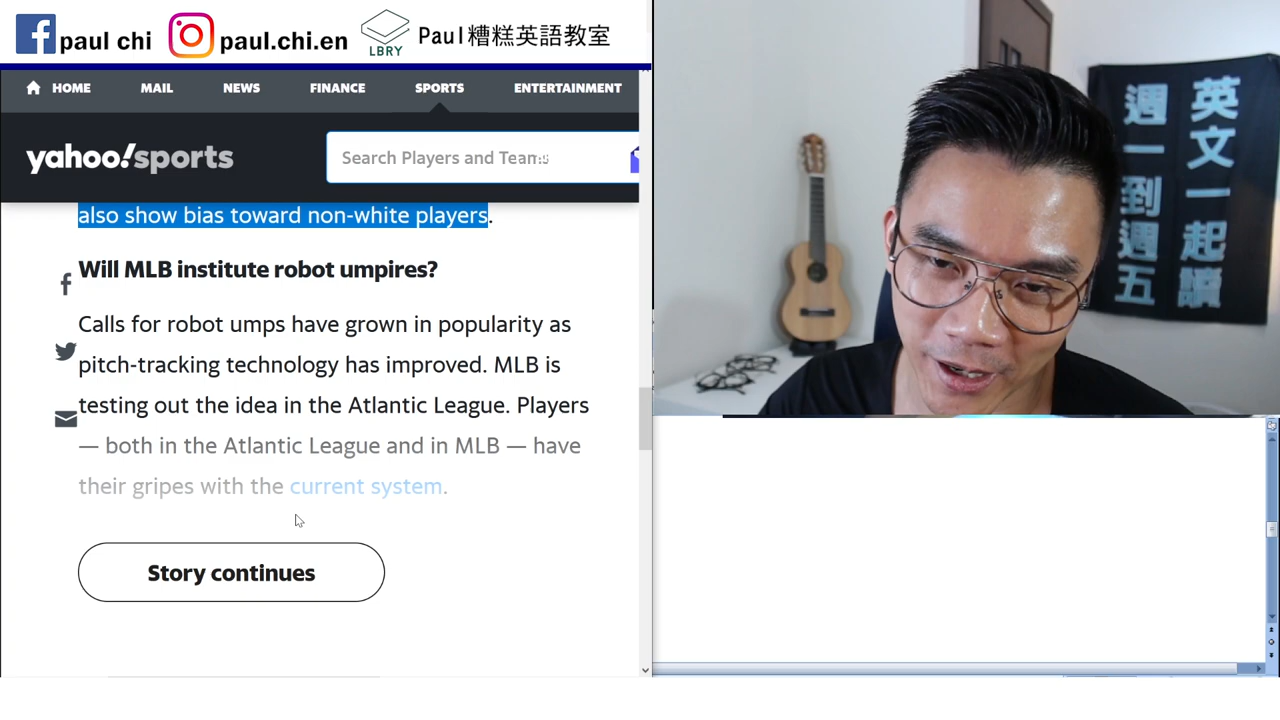 paul chi
paul.chi.en
LBRY
Paul糟糕英語教室
HOME MAIL NEWS FINANCE SPORTS ENTERTAINMENT
yahoo!sports
Search Players and Teams
also show bias toward non-white players.
Will MLB institute robot umpires?
Calls for robot umps have grown in popularity as
pitch-tracking technology has improved. MLB is
testing out the idea in the Atlantic League. Players
— both in the Atlantic League and in MLB — have
their gripes with the current system.
Story continues
英文一起讀
週一到週五